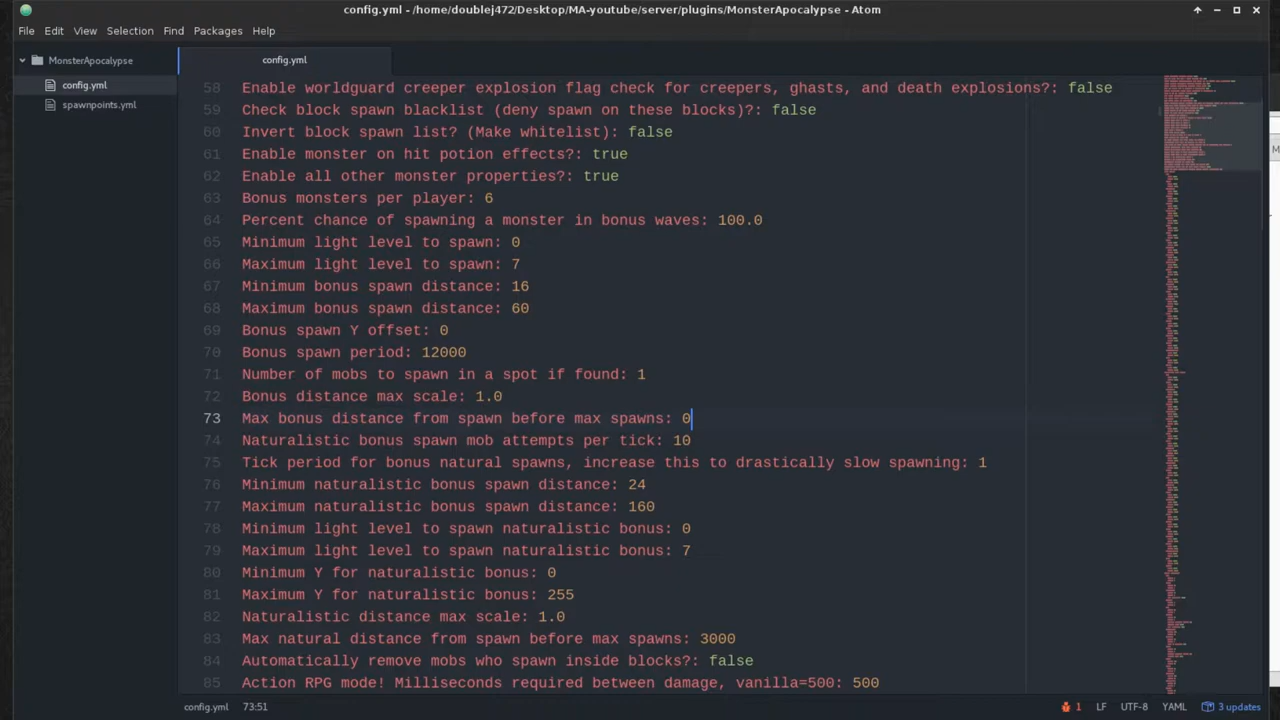 config.yml - /home/doublej472/Desktop/MA-youtube/server/plugins/MonsterApocalypse - Atom
File Edit View Selection Find Packages Help
MonsterApocalypse
config.yml
spawnpoints.yml
config.yml
58 Enable worldguard creeper explosion flag check for creepers, ghasts, and death explosions?: false
59 Check block spawn blacklist (deny spawn on these blocks)?: false
60 Invert block spawn list? (Make whitelist): false
61 Enable monster on hit potion effects?: true
62 Enable all other monster properties?: true
63 Bonus monsters per player: 6
64 Percent chance of spawning a monster in bonus waves: 100.0
65 Minimum light level to spawn: 0
66 Maximum light level to spawn: 7
67 Minimum bonus spawn distance: 16
68 Maximum bonus spawn distance: 60
69 Bonus spawn Y offset: 0
70 Bonus spawn period: 12000
71 Number of mobs to spawn in a spot if found: 1
72 Bonus distance max scale: 1.0
73 Max bonus distance from spawn before max spawns: 0
74 Naturalistic bonus spawn mob attempts per tick: 10
75 Tick period for bonus natural spawns, increase this to drastically slow spawning: 1
76 Minimum naturalistic bonus spawn distance: 24
77 Maximum naturalistic bonus spawn distance: 160
78 Minimum light level to spawn naturalistic bonus: 0
79 Maximum light level to spawn naturalistic bonus: 7
80 Minimum Y for naturalistic bonus: 0
81 Maximum Y for naturalistic bonus: 255
82 Naturalistic distance max scale: 1.0
83 Max natural distance from spawn before max spawns: 3000
84 Automatically remove mobs who spawn inside blocks?: false
85 Action RPG mode! Milliseconds required between damage, vanilla=500: 500
config.yml 73:51 1 LF UTF-8 YAML 3 updates